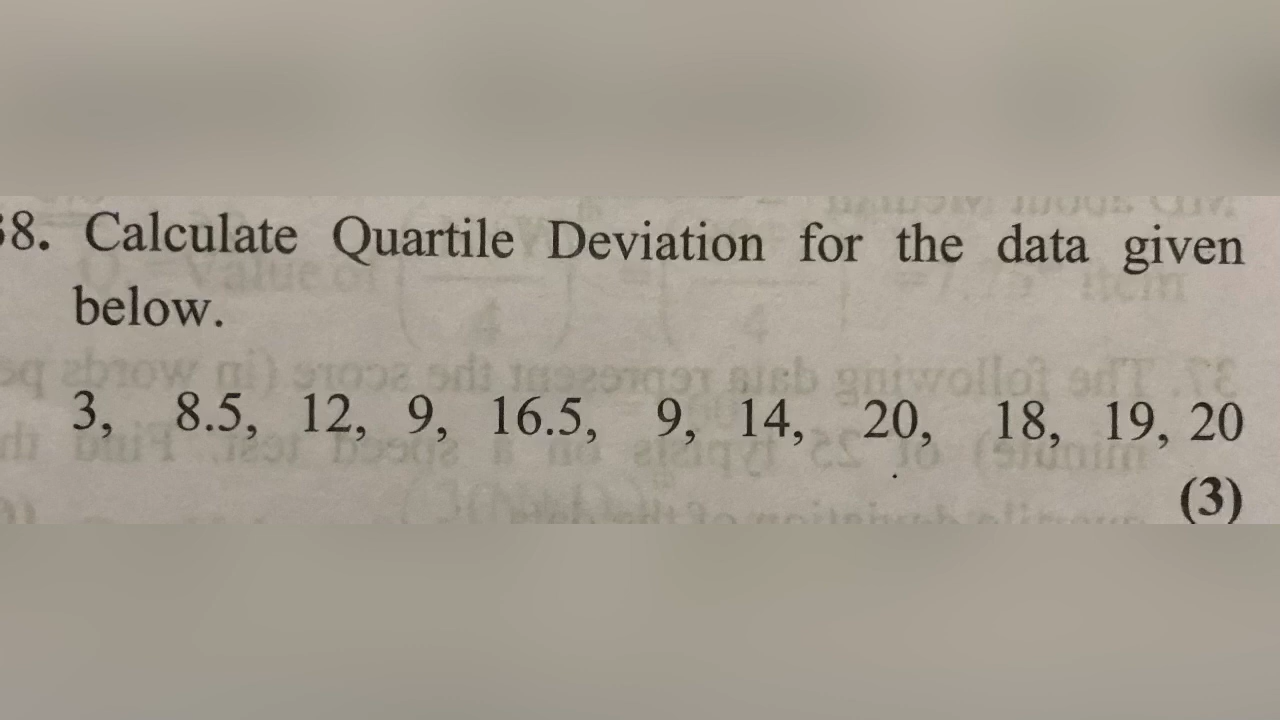 8. Calculate Quartile Deviation for the data given
below.
3, 8.5, 12, 9, 16.5, 9, 14, 20, 18, 19, 20
(3)